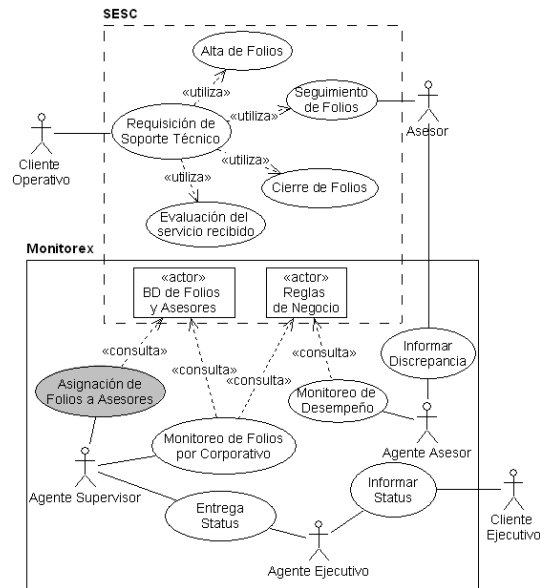 SESC
Alta de Folios
«utiliza»
Seguimiento
de Folios
«utiliza»
Requisición de
Soporte Técnico
Asesor
Cliente
Operativo
«utiliza»
«utiliza»
Cierre de Folios
Evaluación del
servicio recibido
Monitorex
«actor»
BD de Folios
y Asesores
«actor»
Reglas
de Negocio
«consulta»
«consulta»
«consulta»
«consulta»
Informar
Discrepancia
Asignación de
Folios a Asesores
Monitoreo de
Desempeño
Monitoreo de Folios
por Corporativo
Agente Asesor
Agente Supervisor
Informar
Status
Entrega
Status
Cliente
Ejecutivo
Agente Ejecutivo